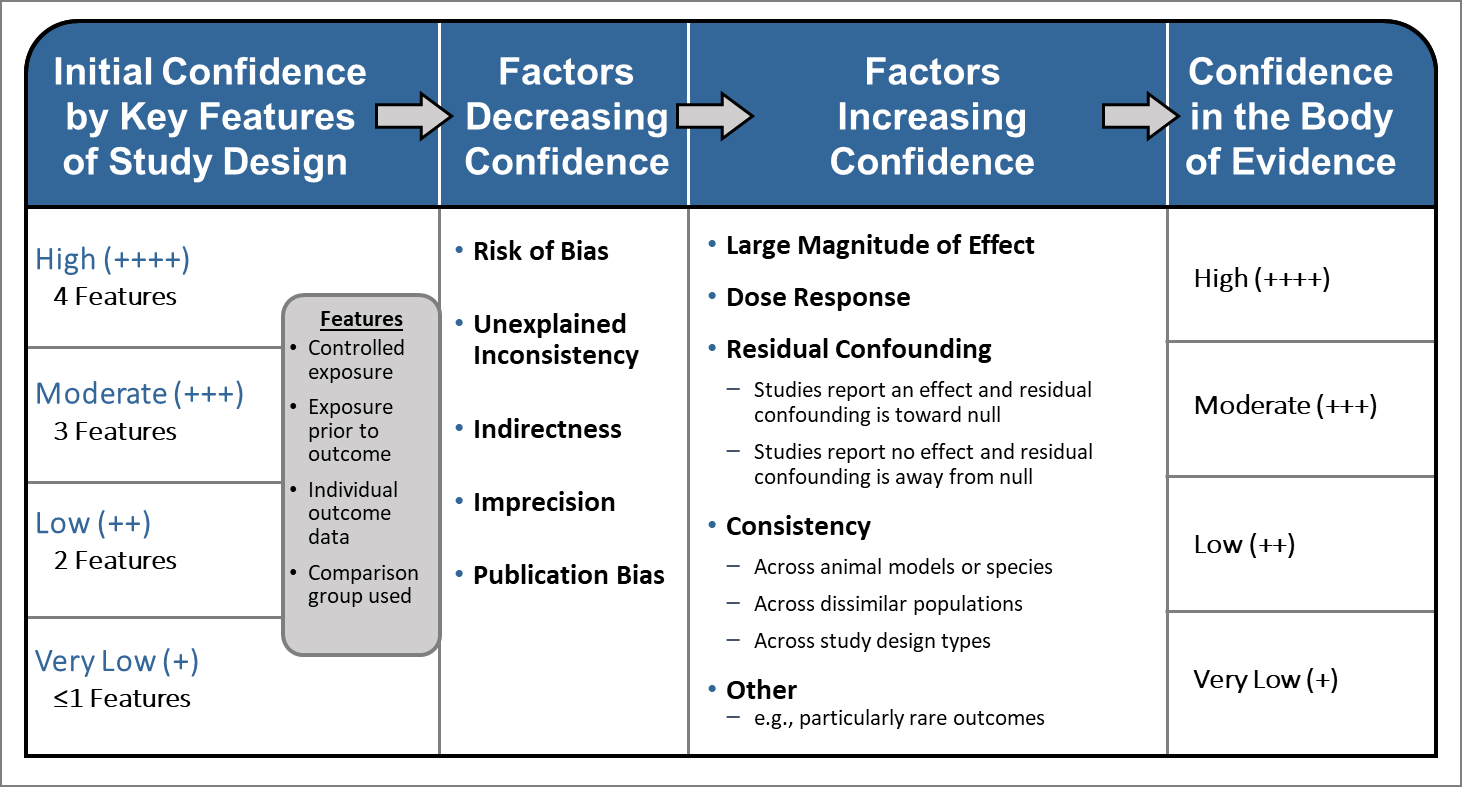 Initial Confidence
by Key Features
of Study Design
Factors
Decreasing
Confidence
Factors
Increasing
Confidence
Confidence
in the Body
of Evidence
High (++++)
4 Features
Moderate (+++)
3 Features
Low (++)
2 Features
Very Low (+)
≤1 Features
Features
• Controlled
exposure
• Exposure
prior to
outcome
• Individual
outcome
data
• Comparison
group used
• Risk of Bias
• Unexplained
Inconsistency
• Indirectness
• Imprecision
• Publication Bias
• Large Magnitude of Effect
• Dose Response
• Residual Confounding
– Studies report an effect and residual
confounding is toward null
– Studies report no effect and residual
confounding is away from null
• Consistency
– Across animal models or species
– Across dissimilar populations
– Across study design types
• Other
– e.g., particularly rare outcomes
High (++++)
Moderate (+++)
Low (++)
Very Low (+)